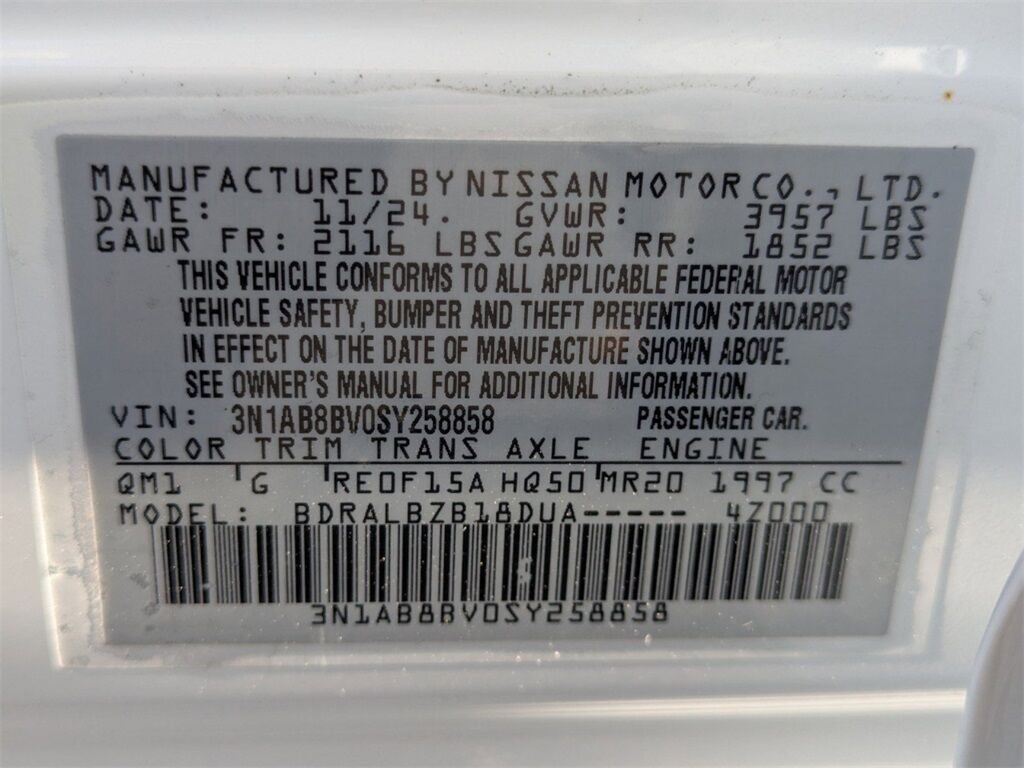 MANUFACTURED BY NISSAN MOTOR CO., LTD.
DATE: 11/24. GVWR: 3957 LBS
GAWR FR: 2116 LBS GAWR RR: 1852 LBS
THIS VEHICLE CONFORMS TO ALL APPLICABLE FEDERAL MOTOR
VEHICLE SAFETY, BUMPER AND THEFT PREVENTION STANDARDS
IN EFFECT ON THE DATE OF MANUFACTURE SHOWN ABOVE.
SEE OWNER'S MANUAL FOR ADDITIONAL INFORMATION
VIN: 3N1AB8BV0SY258858 PASSENGER CAR.
COLOR TRIM TRANS AXLE ENGINE
QM1 G RE0F15A HQ50 MR20 1997 CC
MODEL: BDRALBZB18DUA----- 4Z000
3N1AB8BV0SY258858